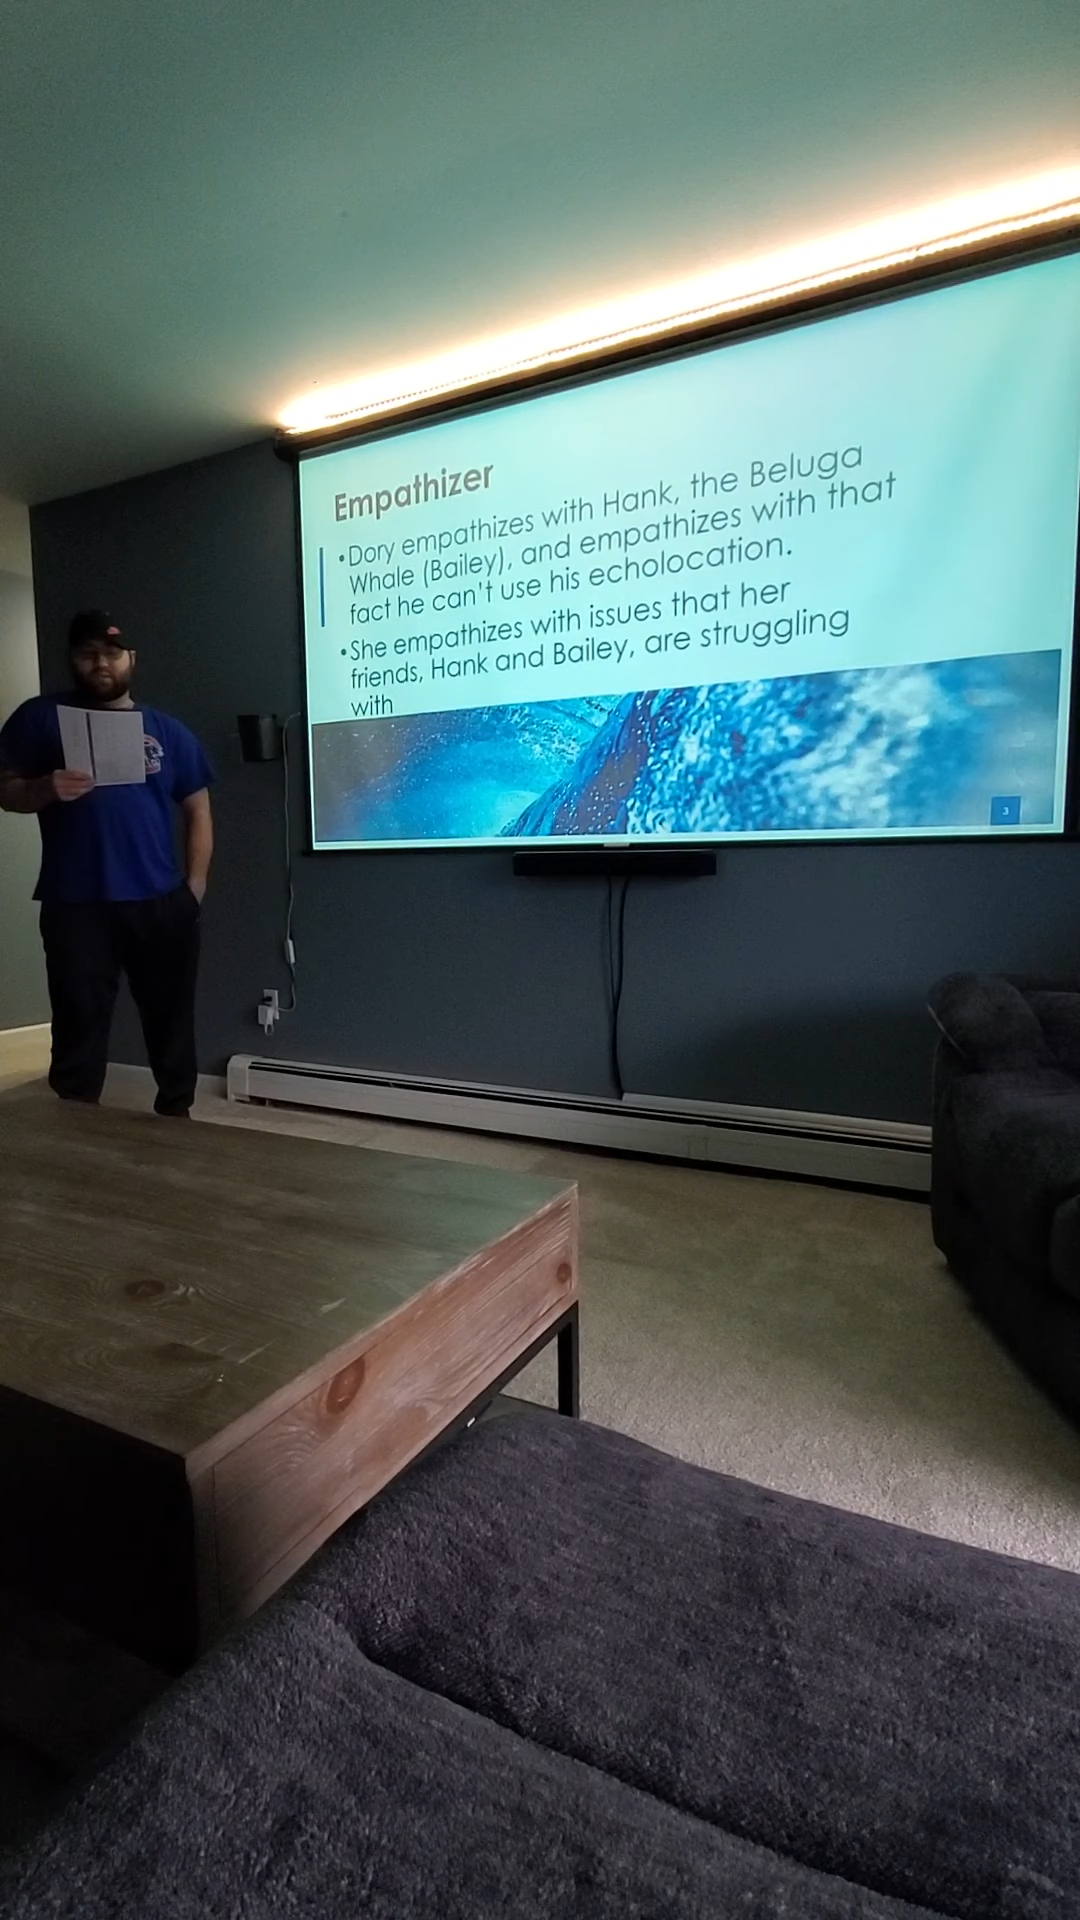 Empathizer
•Dory empathizes with Hank, the Beluga
Whale (Bailey), and empathizes with that
fact he can't use his echolocation.
•She empathizes with issues that her
friends, Hank and Bailey, are struggling
with
3